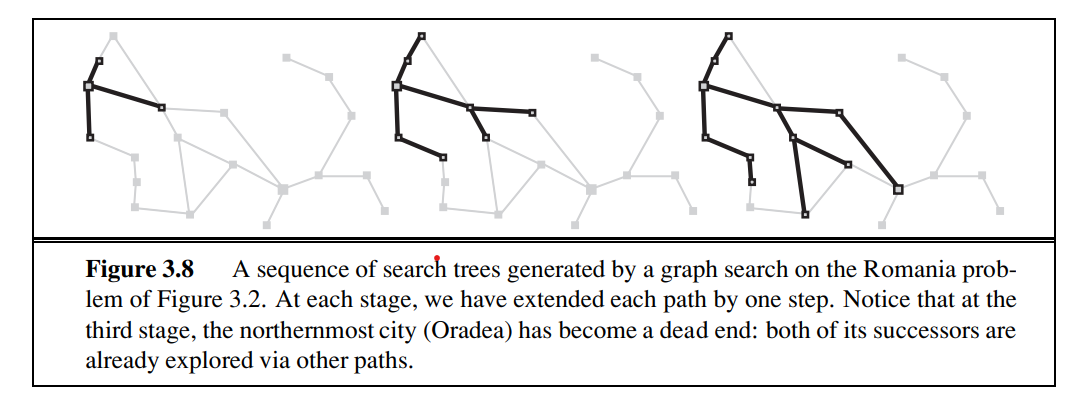 Figure 3.8 A sequence of search trees generated by a graph search on the Romania prob-
lem of Figure 3.2. At each stage, we have extended each path by one step. Notice that at the
third stage, the northernmost city (Oradea) has become a dead end: both of its successors are
already explored via other paths.